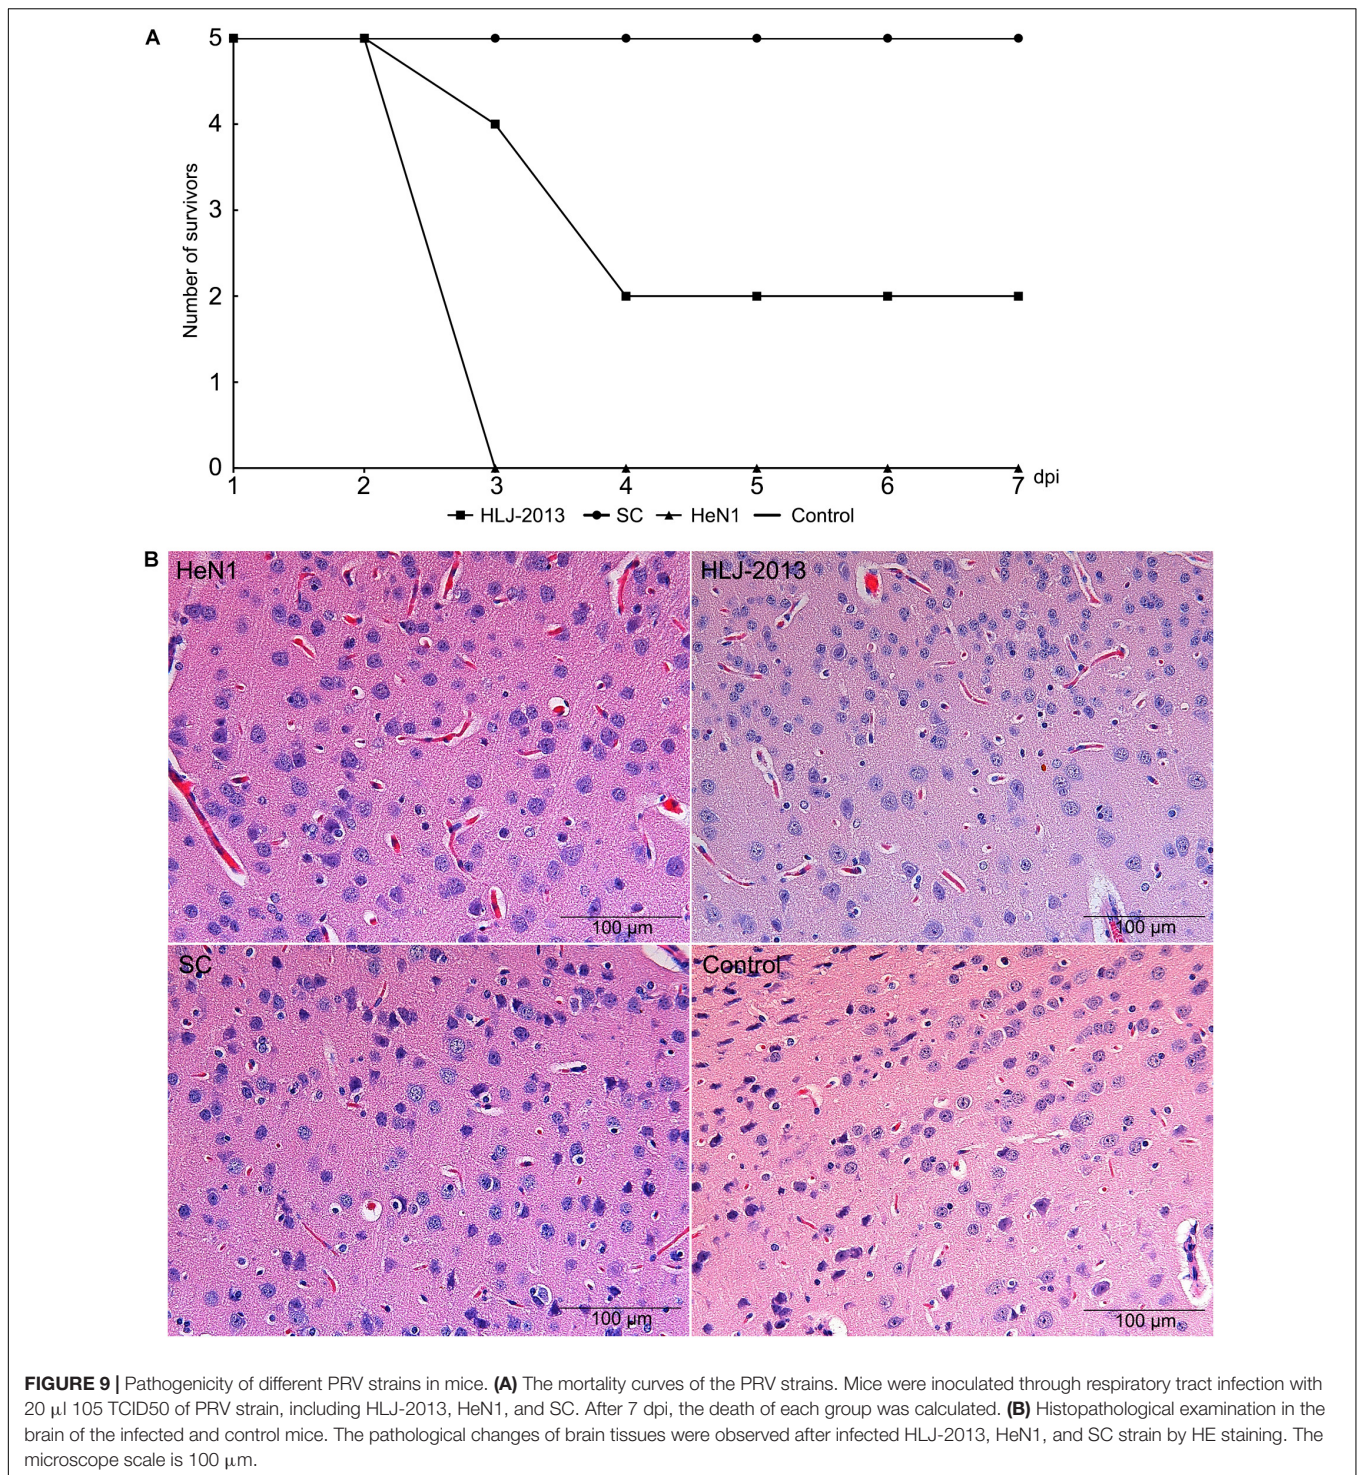 A
5
4
3
2
1
0
Number of survivors
1 2 3 4 5 6 7 dpi
HLJ-2013 SC HeN1 Control
B
HeN1 HLJ-2013
100 µm 100 µm
SC Control
100 µm 100 µm
FIGURE 9 | Pathogenicity of different PRV strains in mice. (A) The mortality curves of the PRV strains. Mice were inoculated through respiratory tract infection with
20 µl 105 TCID50 of PRV strain, including HLJ-2013, HeN1, and SC. After 7 dpi, the death of each group was calculated. (B) Histopathological examination in the
brain of the infected and control mice. The pathological changes of brain tissues were observed after infected HLJ-2013, HeN1, and SC strain by HE staining. The
microscope scale is 100 µm.